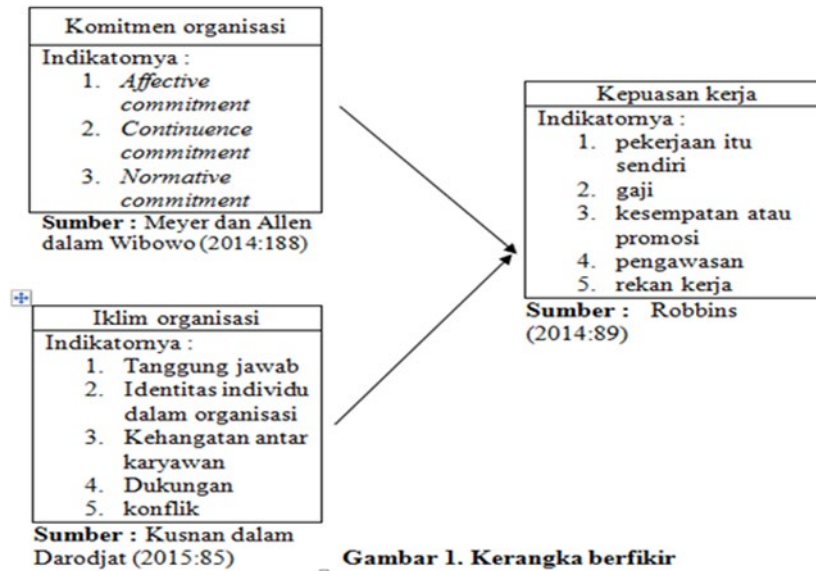 Komitmen organisasi
Indikatornya :
1. Affective
commitment
2. Continuence
commitment
3. Normative
commitment
Sumber : Meyer dan Allen
dalam Wibowo (2014:188)
Kepuasan kerja
Indikatornya :
1. pekerjaan itu
sendiri
2. gaji
3. kesempatan atau
promosi
4. pengawasan
5. rekan kerja
Sumber : Robbins
(2014:89)
Iklim organisasi
Indikatornya :
1. Tanggung jawab
2. Identitas individu
dalam organisasi
3. Kehangatan antar
karyawan
4. Dukungan
5. konflik
Sumber : Kusnan dalam
Darodjat (2015:85)
Gambar 1. Kerangka berfikir